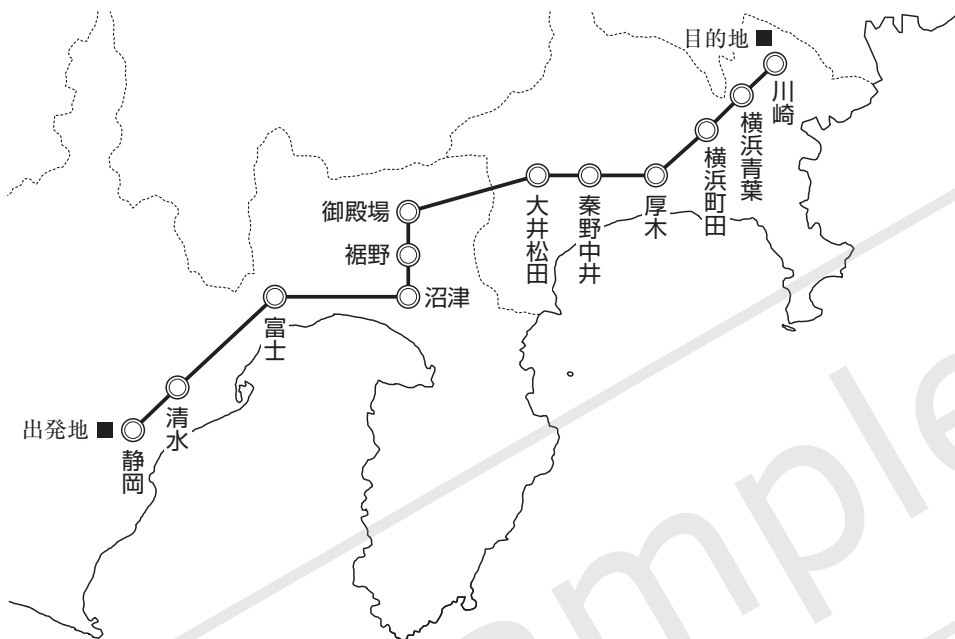 目的地
川崎
横浜青葉
横浜町田
厚木
秦野中井
大井松田
御殿場
裾野
沼津
富士
清水
出発地
静岡
ample